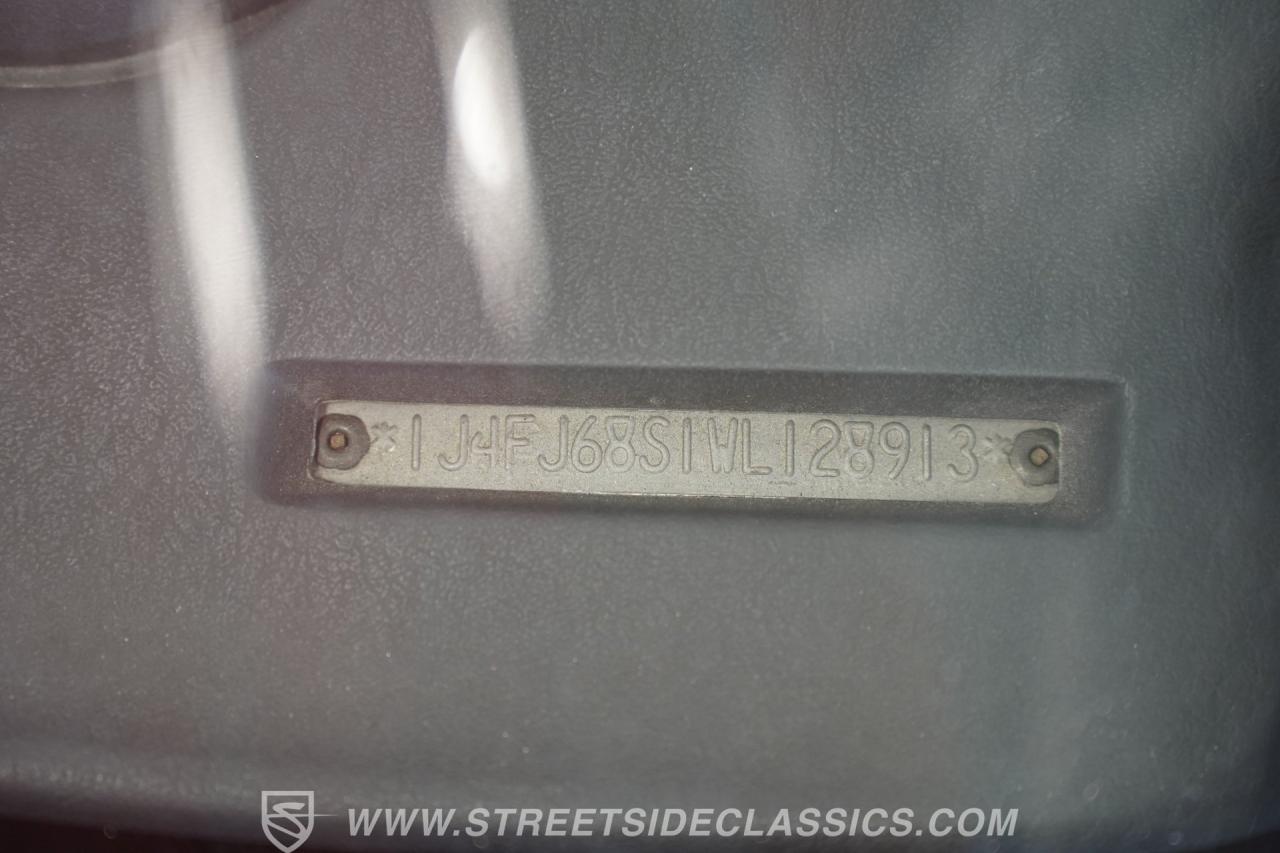 *1J4FJ68S1WL128913*
WWW.STREETSIDECLASSICS.COM